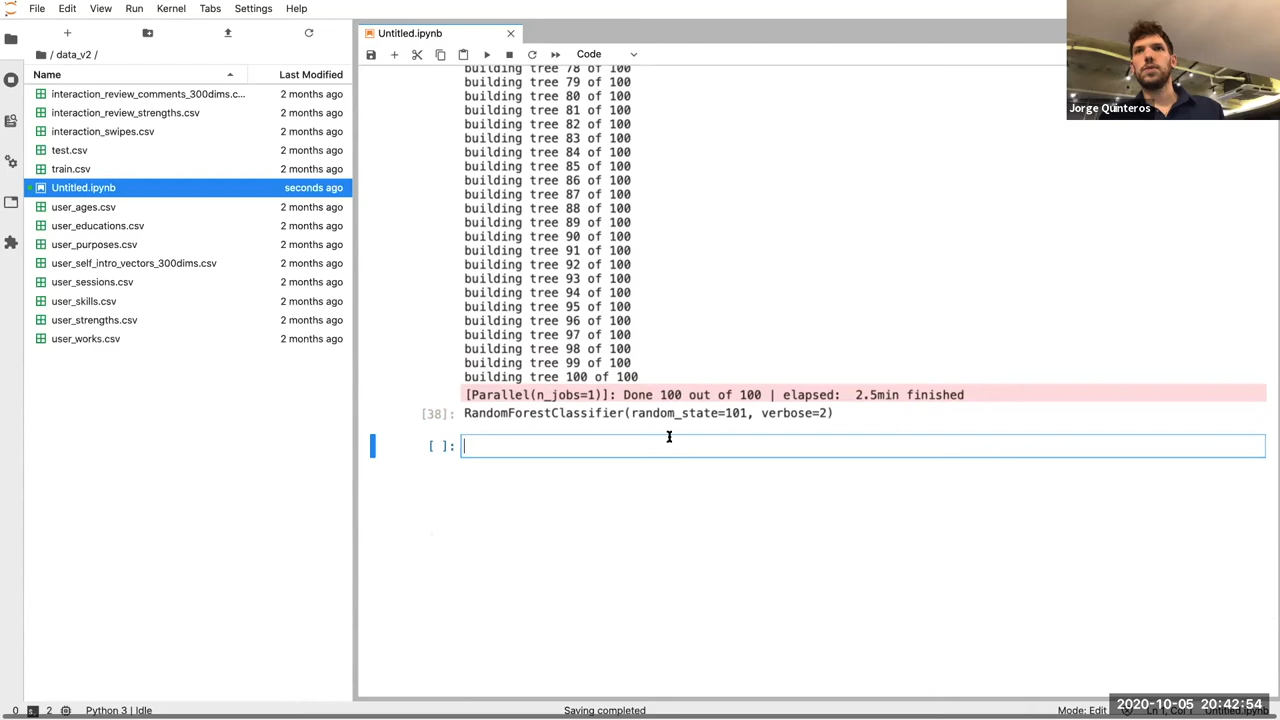 File Edit View Run Kernel Tabs Settings Help
Untitled.ipynb
Code
/ data_v2 /
Name Last Modified
interaction_review_comments_300dims.c... 2 months ago
interaction_review_strengths.csv 2 months ago
interaction_swipes.csv 2 months ago
test.csv 2 months ago
train.csv 2 months ago
Untitled.ipynb seconds ago
user_ages.csv 2 months ago
user_educations.csv 2 months ago
user_purposes.csv 2 months ago
user_self_intro_vectors_300dims.csv 2 months ago
user_sessions.csv 2 months ago
user_skills.csv 2 months ago
user_strengths.csv 2 months ago
user_works.csv 2 months ago
building tree 78 of 100
building tree 79 of 100
building tree 80 of 100
building tree 81 of 100
building tree 82 of 100
building tree 83 of 100
building tree 84 of 100
building tree 85 of 100
building tree 86 of 100
building tree 87 of 100
building tree 88 of 100
building tree 89 of 100
building tree 90 of 100
building tree 91 of 100
building tree 92 of 100
building tree 93 of 100
building tree 94 of 100
building tree 95 of 100
building tree 96 of 100
building tree 97 of 100
building tree 98 of 100
building tree 99 of 100
building tree 100 of 100
[Parallel(n_jobs=1)]: Done 100 out of 100 | elapsed: 2.5min finished
[38]: RandomForestClassifier(random_state=101, verbose=2)
[ ]:
Jorge Quinteros
0 2 Python 3 | Idle Saving completed Mode: Edit
2020-10-05 20:42:54